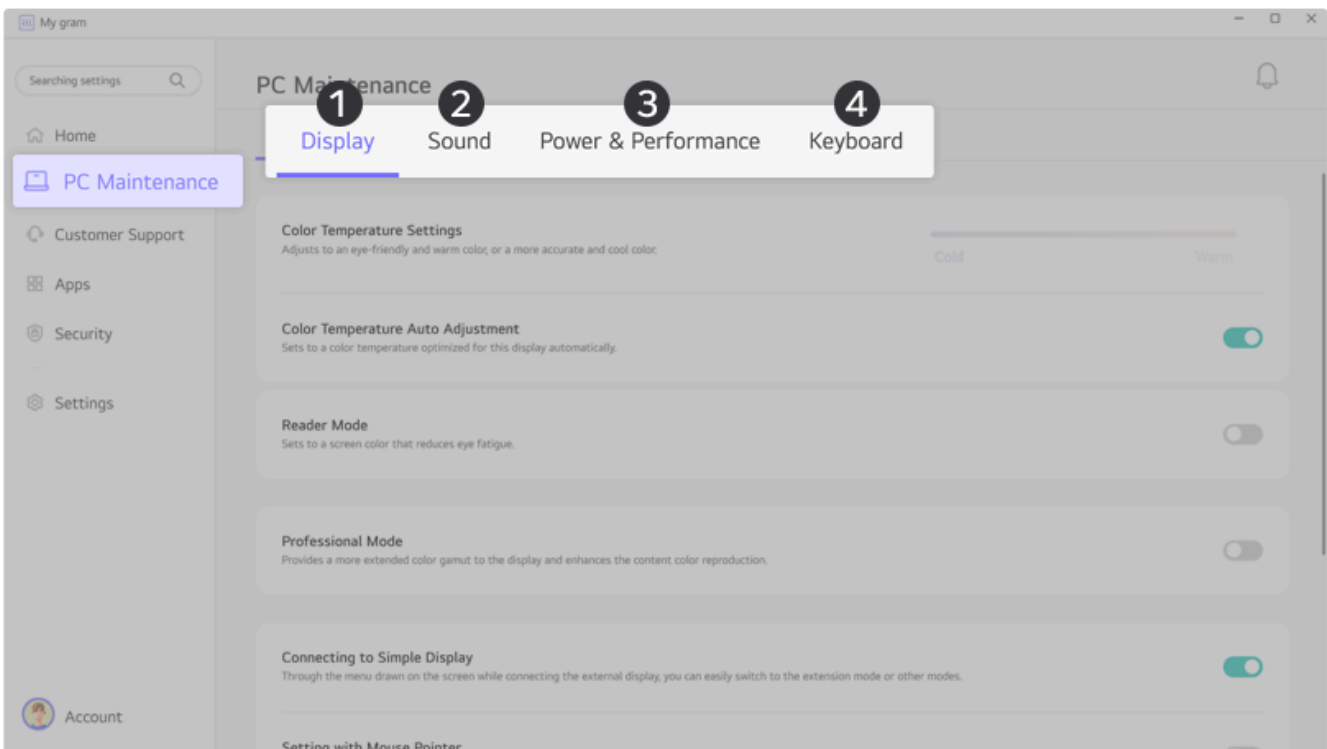 My gram
Searching settings
Home
PC Maintenance
Customer Support
Apps
Security
Settings
Account
PC Maintenance
1 2 3 4
Display Sound Power & Performance Keyboard
Color Temperature Settings
Adjusts to an eye-friendly and warm color, or a more accurate and cool color.
Cold Warm
Color Temperature Auto Adjustment
Sets to a color temperature optimized for this display automatically.
Reader Mode
Sets to a screen color that reduces eye fatigue.
Professional Mode
Provides a more extended color gamut to the display and enhances the content color reproduction.
Connecting to Simple Display
Through the menu drawn on the screen while connecting the external display, you can easily switch to the extension mode or other modes.
Setting with Mouse Pointer